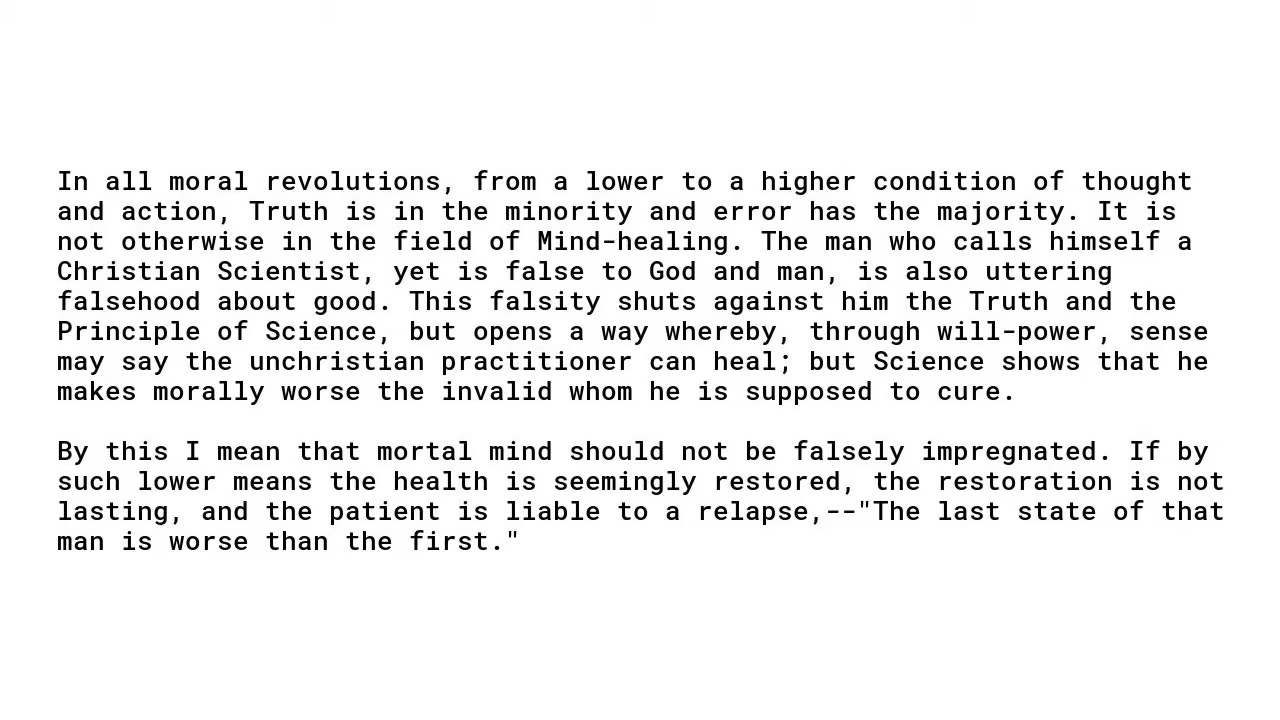 In all moral revolutions, from a lower to a higher condition of thought
and action, Truth is in the minority and error has the majority. It is
not otherwise in the field of Mind-healing. The man who calls himself a
Christian Scientist, yet is false to God and man, is also uttering
falsehood about good. This falsity shuts against him the Truth and the
Principle of Science, but opens a way whereby, through will-power, sense
may say the unchristian practitioner can heal; but Science shows that he
makes morally worse the invalid whom he is supposed to cure.

By this I mean that mortal mind should not be falsely impregnated. If by
such lower means the health is seemingly restored, the restoration is not
lasting, and the patient is liable to a relapse,--"The last state of that
man is worse than the first."